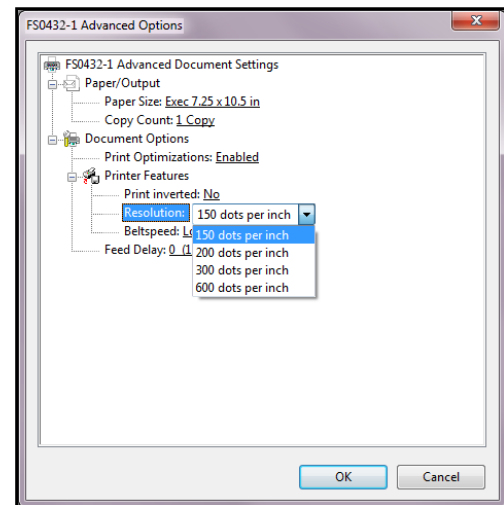 FS0432-1 Advanced Options
FS0432-1 Advanced Document Settings
Paper/Output
Paper Size: Exec 7.25 x 10.5 in
Copy Count: 1 Copy
Document Options
Print Optimizations: Enabled
Printer Features
Print inverted: No
Resolution: 150 dots per inch
Beltspeed:
150 dots per inch
Feed Delay: 0
200 dots per inch
300 dots per inch
600 dots per inch
OK Cancel